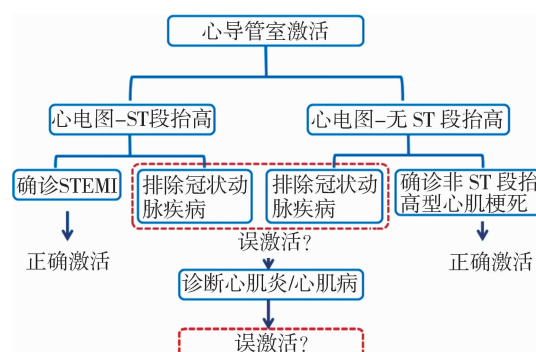 心导管室激活
心电图-ST段抬高
心电图-无 ST 段抬高
确诊STEMI
排除冠状动
脉疾病
排除冠状动
脉疾病
确诊非 ST 段抬
高型心肌梗死
误激活?
正确激活
正确激活
诊断心肌炎/心肌病
误激活?